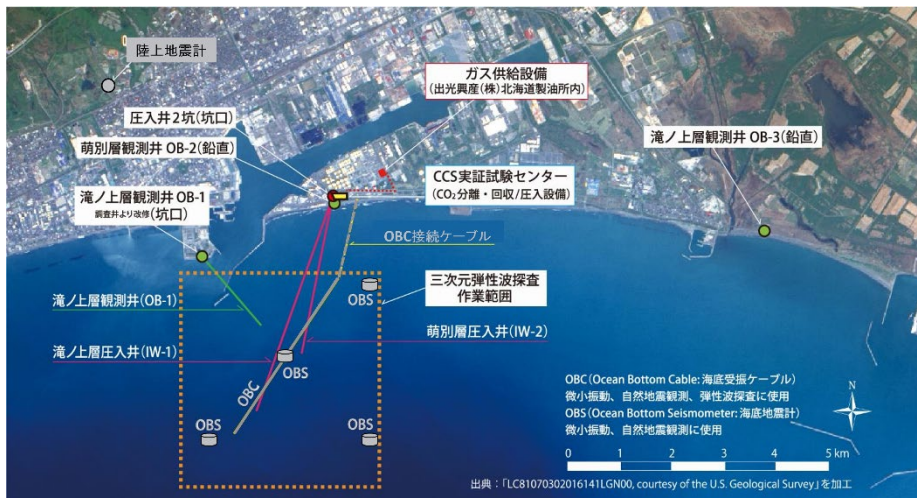 陸上地震計
ガス供給設備
(出光興産(株)北海道製油所内)
圧入井2坑(坑口)
萌別層観測井 OB-2(鉛直)
滝ノ上層観測井 OB-3(鉛直)
CCS実証試験センター
(CO₂分離・回収/圧入設備)
滝ノ上層観測井 OB-1
調査井より改修(坑口)
OBC接続ケーブル
三次元弾性波探査
作業範囲
OBS
滝ノ上層観測井(OB-1)
萌別層圧入井(IW-2)
滝ノ上層圧入井(IW-1)
OBS
OBC
OBS
OBS
OBC(Ocean Bottom Cable:海底受振ケーブル)
微小振動、自然地震観測、弾性波探査に使用
OBS(Ocean Bottom Seismometer:海底地震計)
微小振動、自然地震観測に使用
N
0 1 2 3 4 5 km
出典:「LC81070302016141LGN00, courtesy of the U.S. Geological Survey」を加工